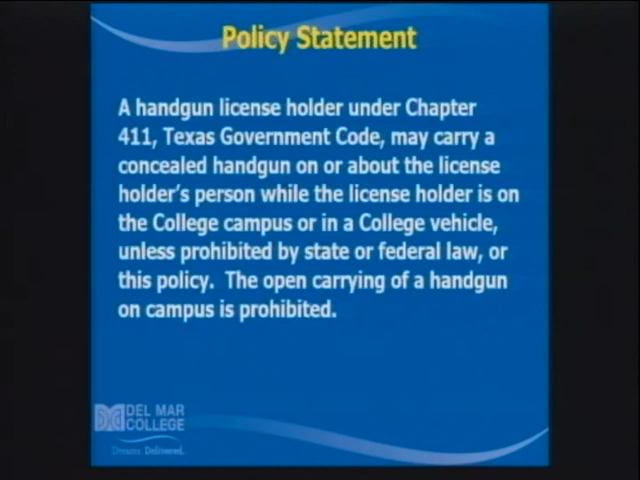 Policy Statement
A handgun license holder under Chapter
411, Texas Government Code, may carry a
concealed handgun on or about the license
holder's person while the license holder is on
the College campus or in a College vehicle,
unless prohibited by state or federal law, or
this policy.  The open carrying of a handgun
on campus is prohibited.
DEL MAR
COLLEGE
Dreams. Delivered.